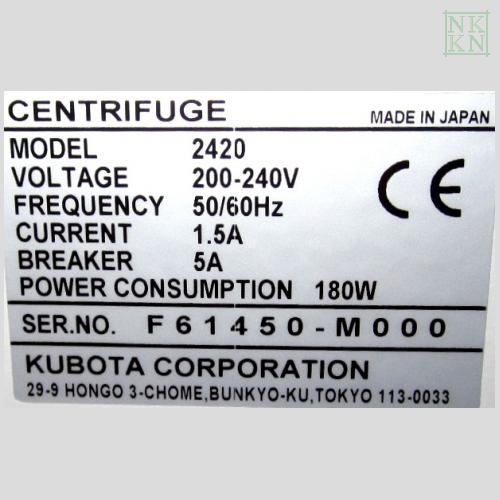 NK
KN
CENTRIFUGE
MADE IN JAPAN
MODEL 2420
VOLTAGE 200-240V
FREQUENCY 50/60Hz
CURRENT 1.5A
BREAKER 5A
POWER CONSUMPTION 180W
CE
SER.NO. F61450-M000
KUBOTA CORPORATION
29-9 HONGO 3-CHOME,BUNKYO-KU,TOKYO 113-0033